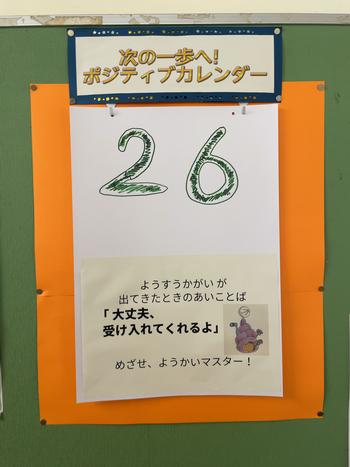 次の一歩へ!
ポジティブカレンダー
26
ようすうかがい が
出てきたときのあいことば
「 大丈夫、
受け入れてくれるよ」
めざせ、ようかいマスター!